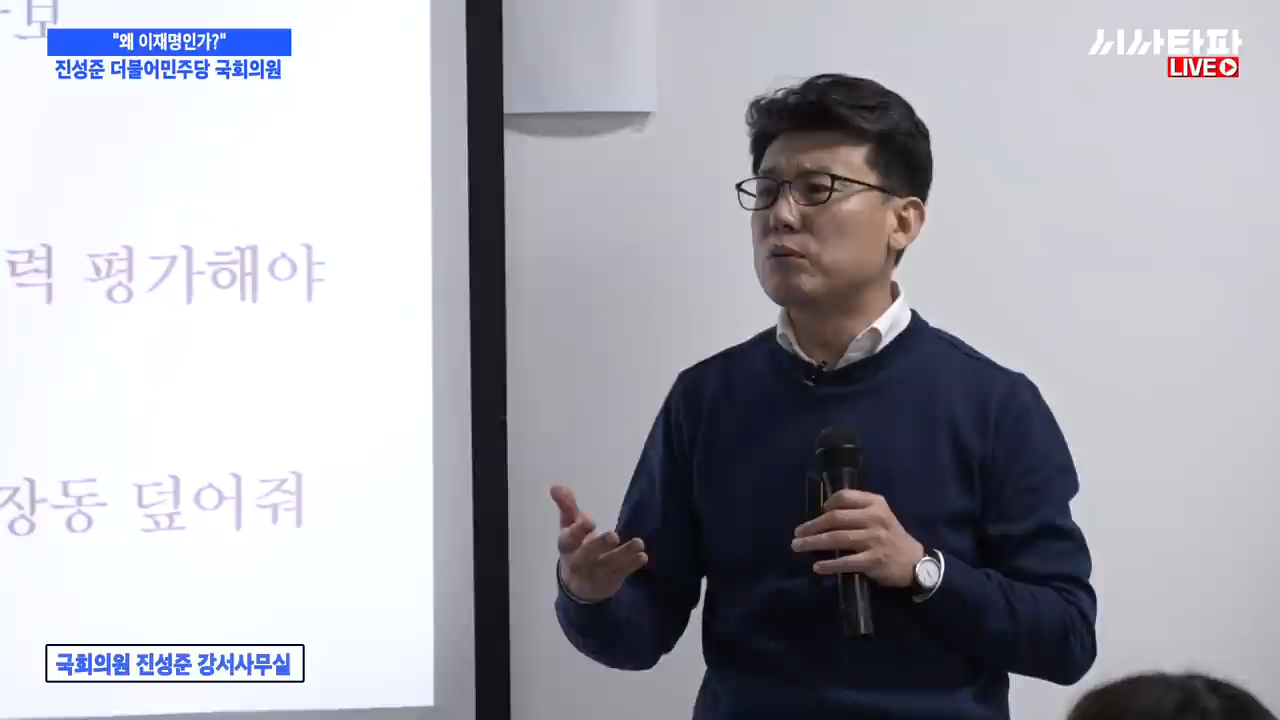 보
"왜 이재명인가?"
진성준 더불어민주당 국회의원
씨사타파
LIVE
력 평가해야
장동 덮어줘
국회의원 진성준 강서사무실